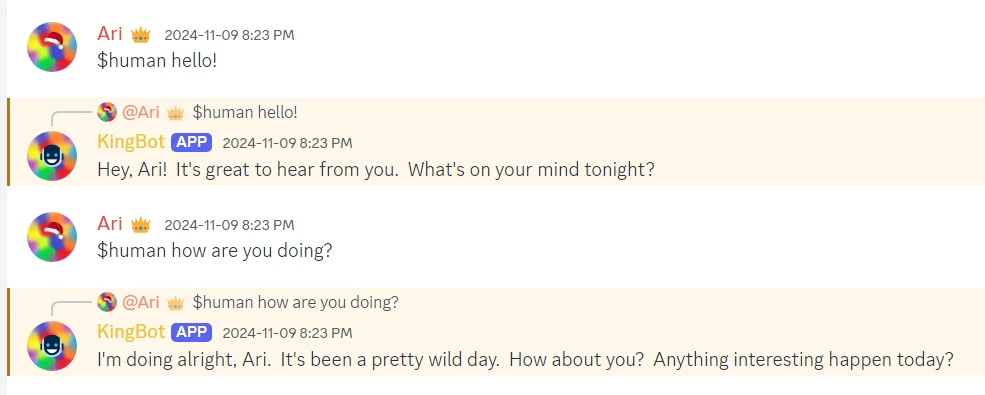 Ari 👑 2024-11-09 8:23 PM
$human hello!
@Ari 👑 $human hello!
KingBot APP 2024-11-09 8:23 PM
Hey, Ari!  It's great to hear from you.  What's on your mind tonight?
Ari 👑 2024-11-09 8:23 PM
$human how are you doing?
@Ari 👑 $human how are you doing?
KingBot APP 2024-11-09 8:23 PM
I'm doing alright, Ari.  It's been a pretty wild day.  How about you?  Anything interesting happen today?